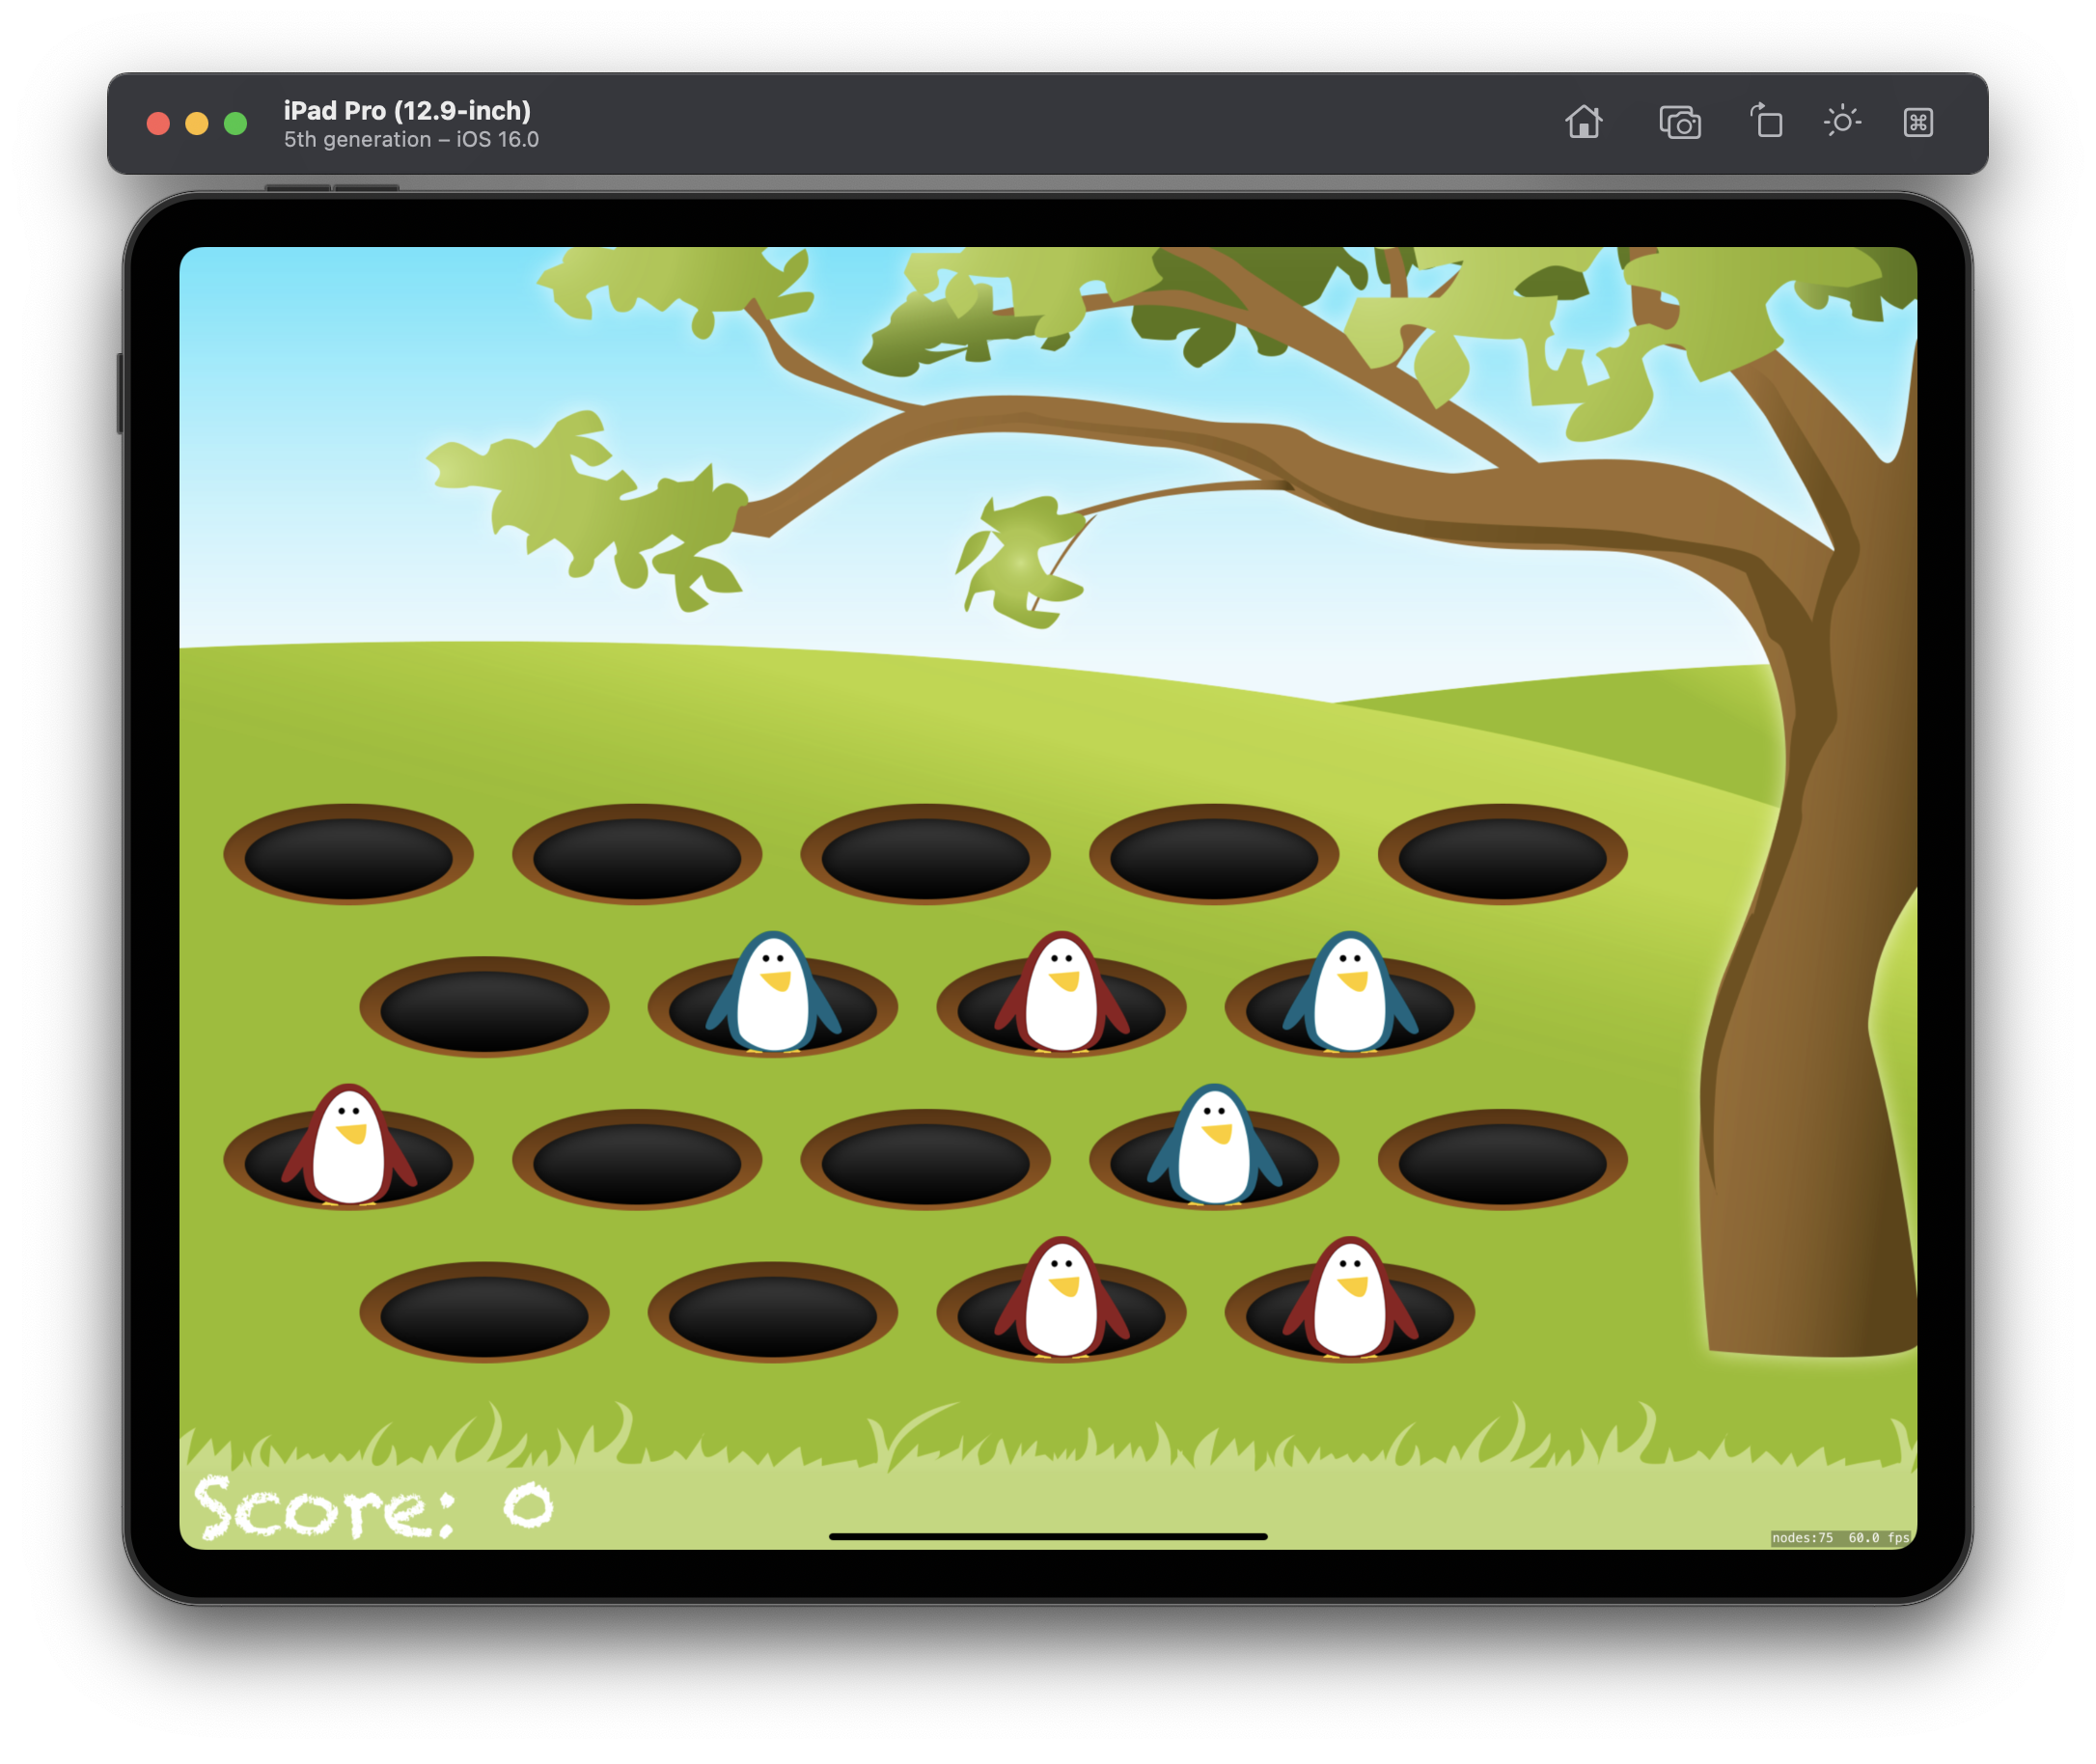 iPad Pro (12.9-inch)
5th generation – iOS 16.0
Score: 0
nodes:75 60.0 fps